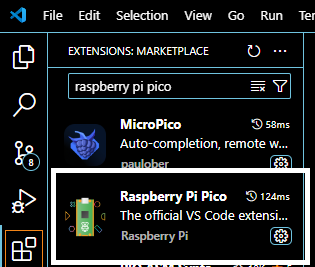 File Edit Selection View Go Run
EXTENSIONS: MARKETPLACE
raspberry pi pico
MicroPico 58ms
Auto-completion, remote w...
paulober
8
Raspberry Pi Pico 124ms
The official VS Code extensi...
Raspberry Pi